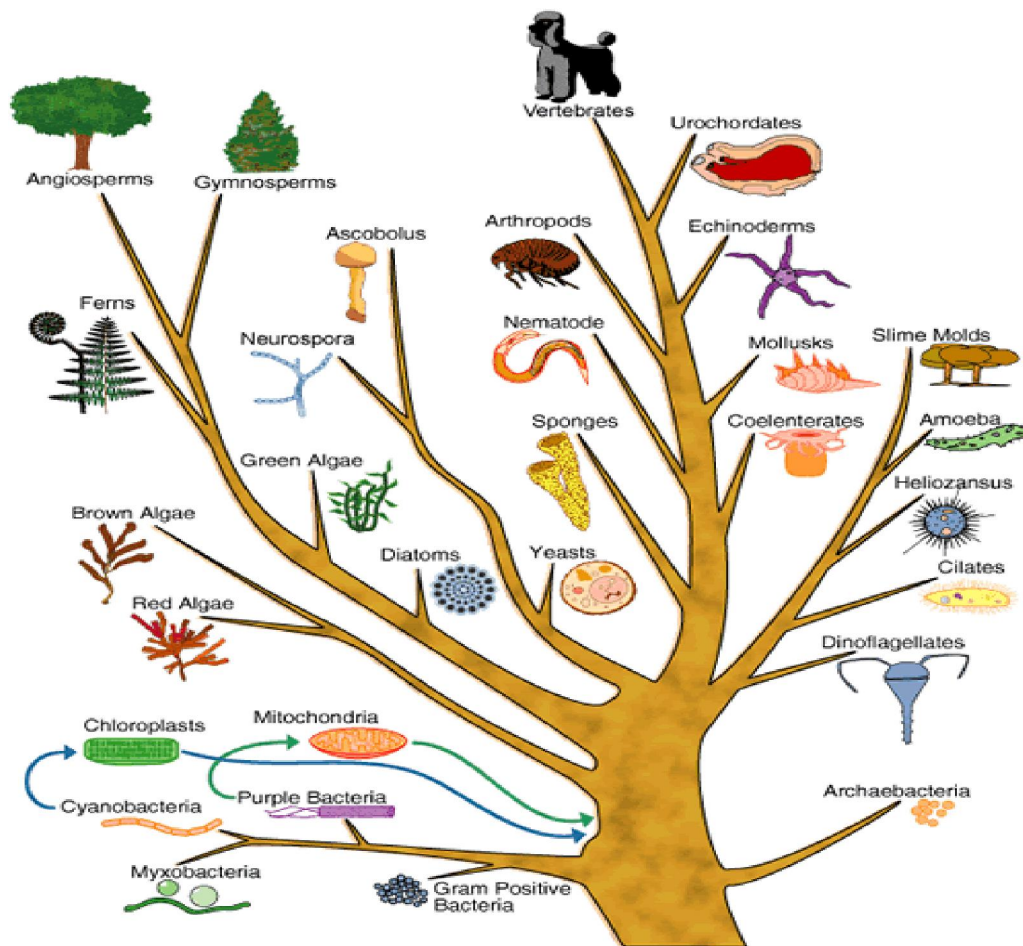 Vertebrates
Urochordates
Angiosperms
Gymnosperms
Ascobolus
Arthropods
Echinoderms
Ferns
Neurospora
Nematode
Mollusks
Slime Molds
Sponges
Coelenterates
Amoeba
Green Algae
Heliozansus
Brown Algae
Diatoms
Yeasts
Cilates
Red Algae
Dinoflagellates
Chloroplasts
Mitochondria
Cyanobacteria
Purple Bacteria
Archaebacteria
Myxobacteria
Gram Positive
Bacteria